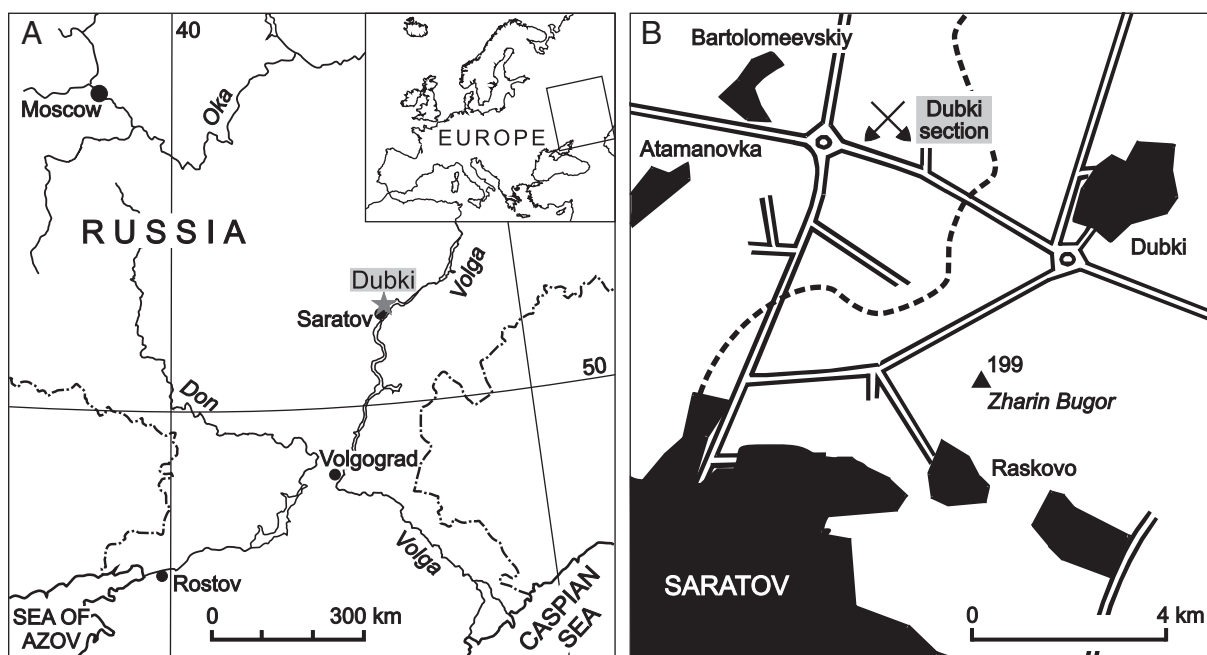 A
40
Moscow
Oka
EUROPE
RUSSIA
Dubki
Volga
Saratov
50
Don
Volgograd
Volga
Rostov
SEA OF
AZOV
0 300 km
CASPIAN
SEA
B
Bartolomeevskiy
Dubki
section
Atamanovka
Dubki
199
Zharin Bugor
Raskovo
SARATOV
0 4 km